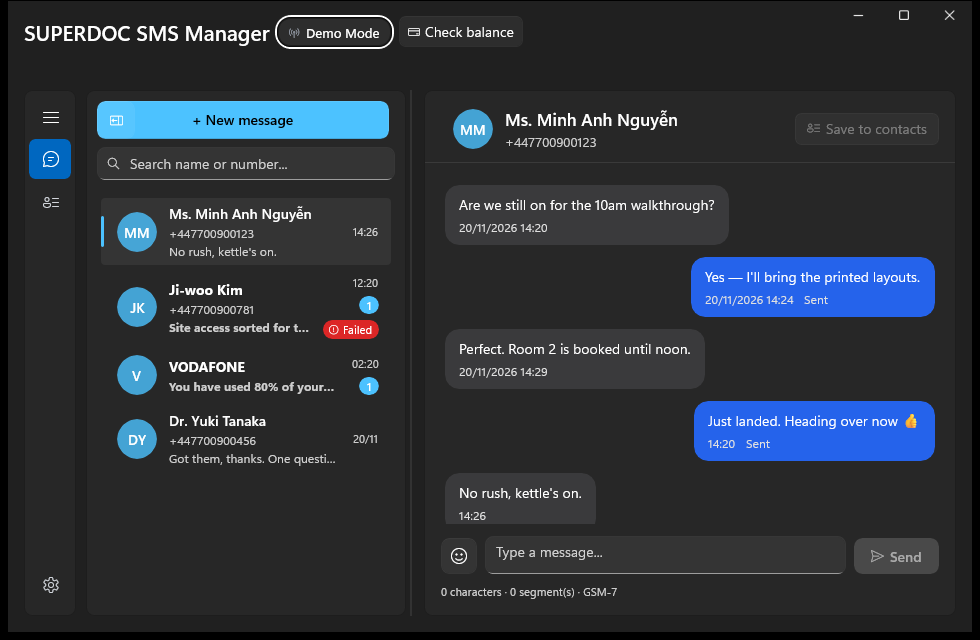 SUPERDOC SMS Manager
Demo Mode
Check balance
+ New message
Search name or number...
MM
Ms. Minh Anh Nguyễn
+447700900123
14:26
No rush, kettle's on.
JK
Ji-woo Kim
12:20
+447700900781
1
Site access sorted for t...
Failed
V
VODAFONE
02:20
You have used 80% of your...
1
DY
Dr. Yuki Tanaka
+447700900456
20/11
Got them, thanks. One questi...
MM
Ms. Minh Anh Nguyễn
+447700900123
Save to contacts
Are we still on for the 10am walkthrough?
20/11/2026 14:20
Yes — I'll bring the printed layouts.
20/11/2026 14:24 Sent
Perfect. Room 2 is booked until noon.
20/11/2026 14:29
Just landed. Heading over now 👍
14:20 Sent
No rush, kettle's on.
14:26
Type a message...
Send
0 characters · 0 segment(s) · GSM-7